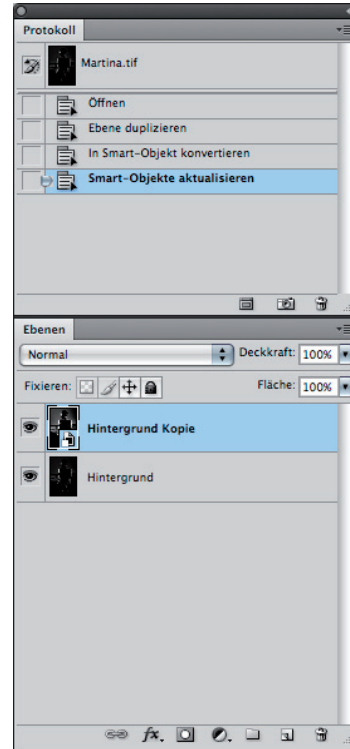 Protokoll
Martina.tif
Öffnen
Ebene duplizieren
In Smart-Objekt konvertieren
Smart-Objekte aktualisieren
Ebenen
Normal Deckkraft: 100%
Fixieren: Fläche: 100%
Hintergrund Kopie
Hintergrund
fx.